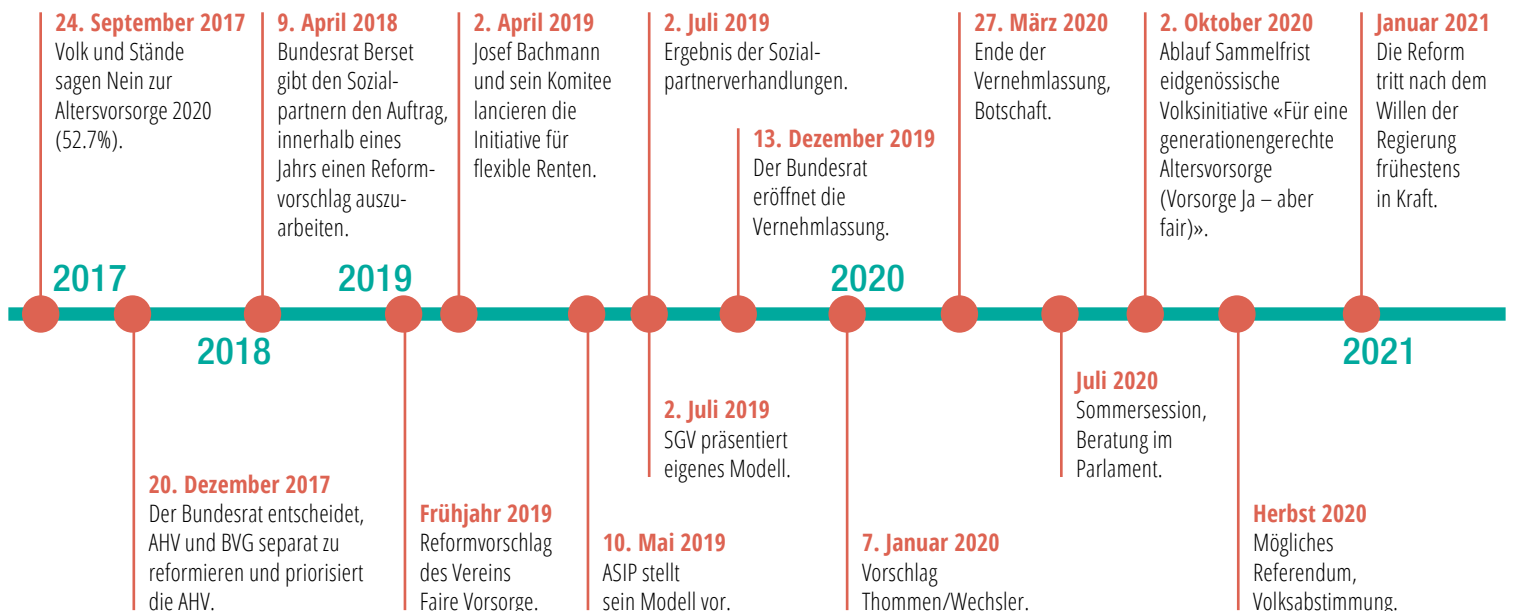 24. September 2017
Volk und Stände
sagen Nein zur
Altersvorsorge 2020
(52.7%).
9. April 2018
Bundesrat Berset
gibt den Sozial-
partnern den Auftrag,
innerhalb eines
Jahrs einen Reform-
vorschlag auszu-
arbeiten.
2. April 2019
Josef Bachmann
und sein Komitee
lancieren die
Initiative für
flexible Renten.
2. Juli 2019
Ergebnis der Sozial-
partnerverhandlungen.
13. Dezember 2019
Der Bundesrat
eröffnet die
Vernehmlassung.
27. März 2020
Ende der
Vernehmlassung,
Botschaft.
2. Oktober 2020
Ablauf Sammelfrist
eidgenössische
Volksinitiative «Für eine
generationengerechte
Altersvorsorge
(Vorsorge Ja – aber
fair)».
Januar 2021
Die Reform
tritt nach dem
Willen der
Regierung
frühestens
in Kraft.
2017
2019
2020
2018
2021
20. Dezember 2017
Der Bundesrat entscheidet,
AHV und BVG separat zu
reformieren und priorisiert
die AHV.
Frühjahr 2019
Reformvorschlag
des Vereins
Faire Vorsorge.
10. Mai 2019
ASIP stellt
sein Modell vor.
2. Juli 2019
SGV präsentiert
eigenes Modell.
7. Januar 2020
Vorschlag
Thommen/Wechsler.
Juli 2020
Sommersession,
Beratung im
Parlament.
Herbst 2020
Mögliches
Referendum,
Volksabstimmung.